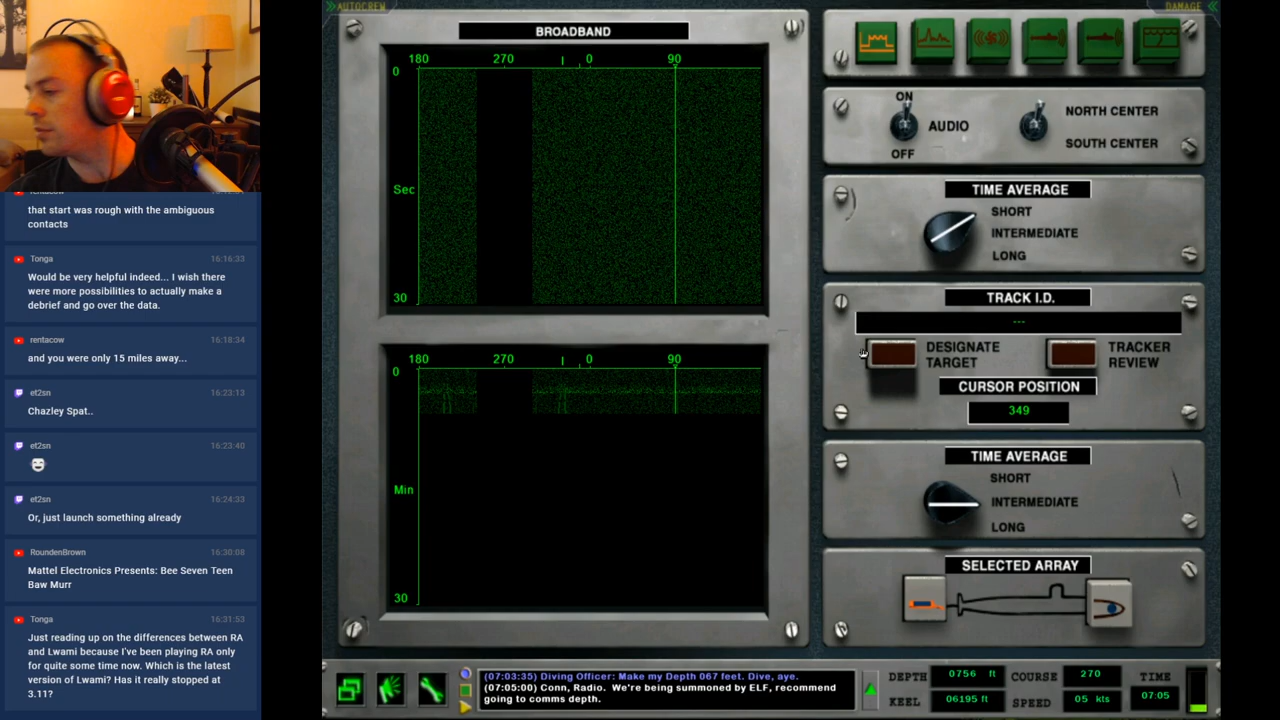 AUTOCREW
DAMAGE
rentacow
that start was rough with the ambiguous
contacts
Tonga 16:16:33
Would be very helpful indeed... I wish there
were more possibilities to actually make a
debrief and go over the data.
rentacow 16:18:34
and you were only 15 miles away...
et2sn 16:23:13
Chazley Spat..
et2sn 16:23:40
et2sn 16:24:33
Or, just launch something already
RoundenBrown 16:30:08
Mattel Electronics Presents: Bee Seven Teen
Baw Murr
Tonga 16:31:53
Just reading up on the differences between RA
and Lwami because I've been playing RA only
for quite some time now. Which is the latest
version of Lwami? Has it really stopped at
3.11?
BROADBAND
180 270 0 90
0
Sec
30
180 270 0 90
0
Min
30
ON
AUDIO
OFF
NORTH CENTER
SOUTH CENTER
TIME AVERAGE
SHORT
INTERMEDIATE
LONG
TRACK I.D.
---
DESIGNATE
TARGET
TRACKER
REVIEW
CURSOR POSITION
349
TIME AVERAGE
SHORT
INTERMEDIATE
LONG
SELECTED ARRAY
(07:03:35) Diving Officer: Make my Depth 067 feet. Dive, aye.
(07:05:00) Conn, Radio. We're being summoned by ELF, recommend
going to comms depth.
DEPTH 0756 ft COURSE 270 TIME
KEEL 06195 ft SPEED 05 kts 07:05